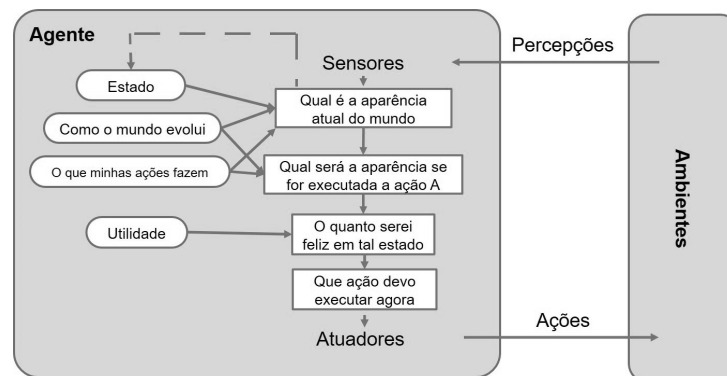 Agente
Percepções
Sensores
Estado
Qual é a aparência
atual do mundo
Como o mundo evolui
O que minhas ações fazem
Qual será a aparência se
for executada a ação A
Utilidade
O quanto serei
feliz em tal estado
Que ação devo
executar agora
Atuadores
Ações
Ambientes